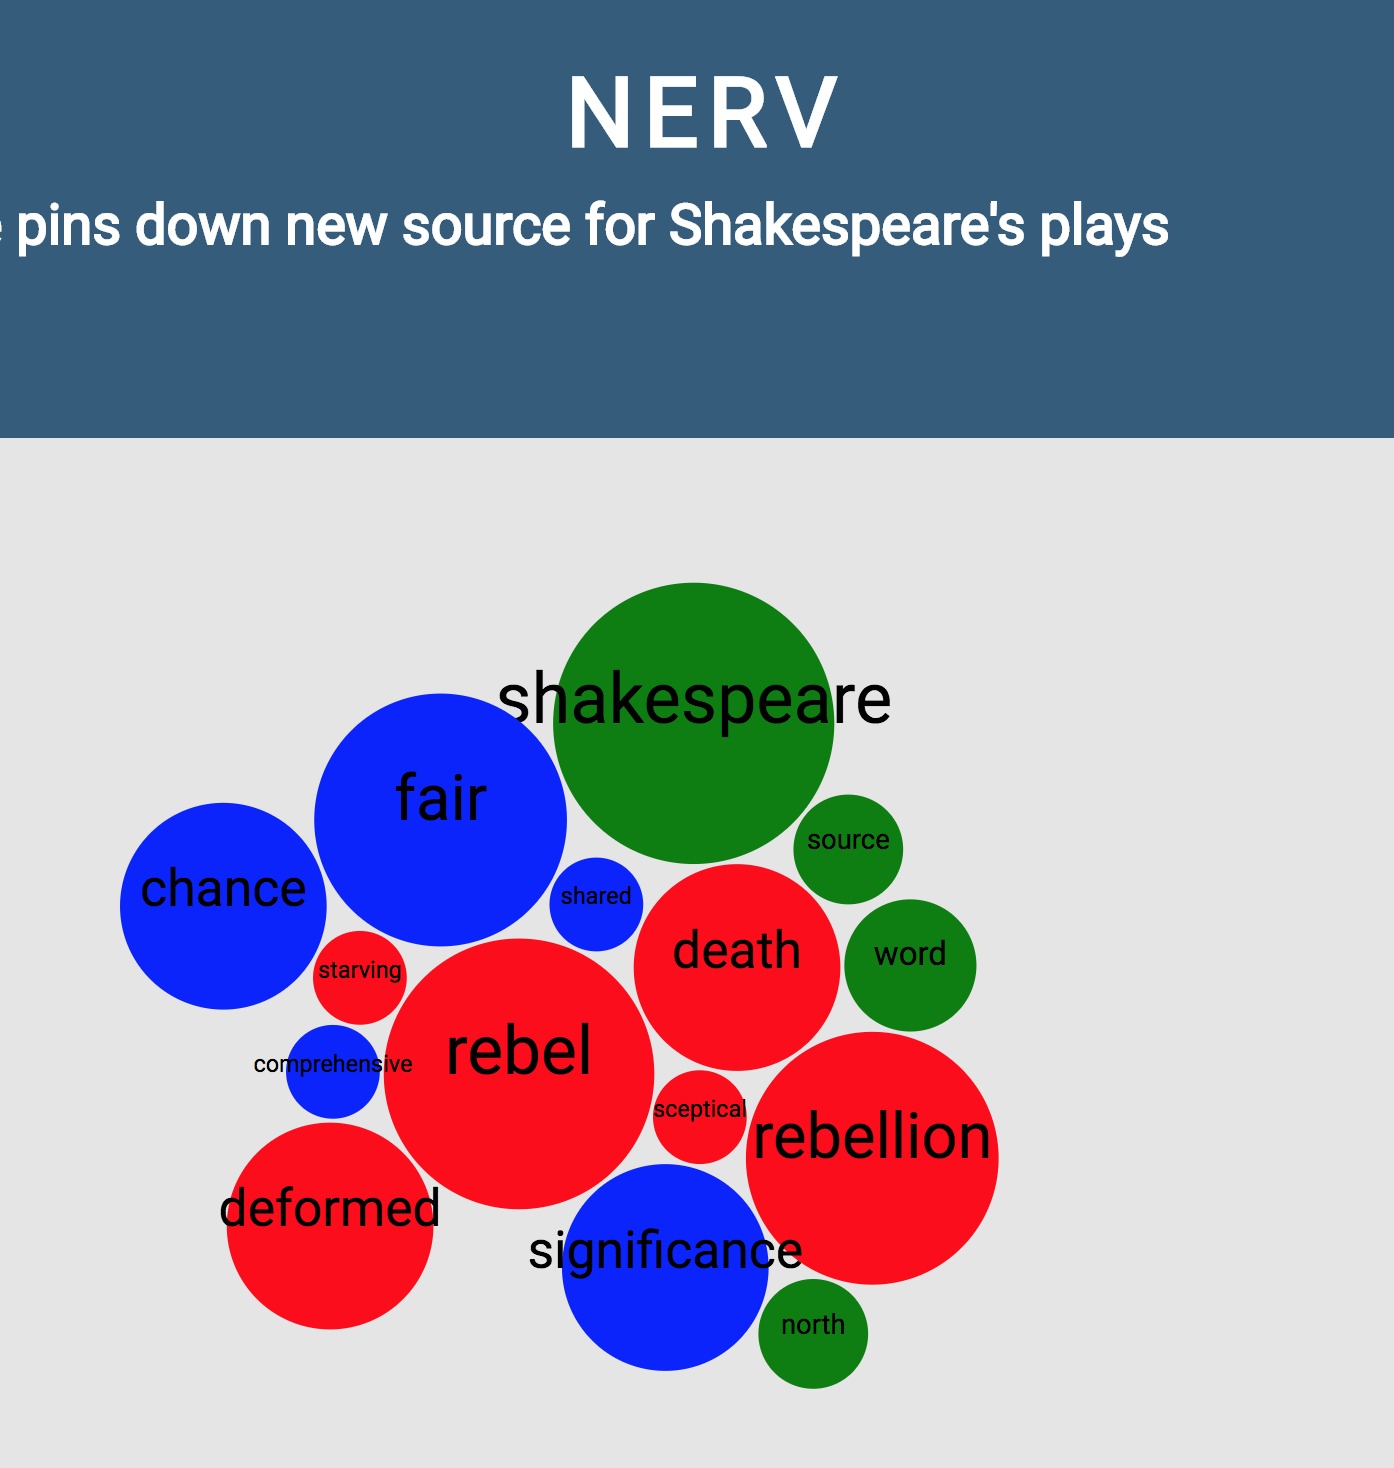 NERV
pins down new source for Shakespeare's plays
shakespeare
fair
source
chance
shared
death
word
starving
rebel
comprehensive
sceptical
rebellion
deformed
significance
north